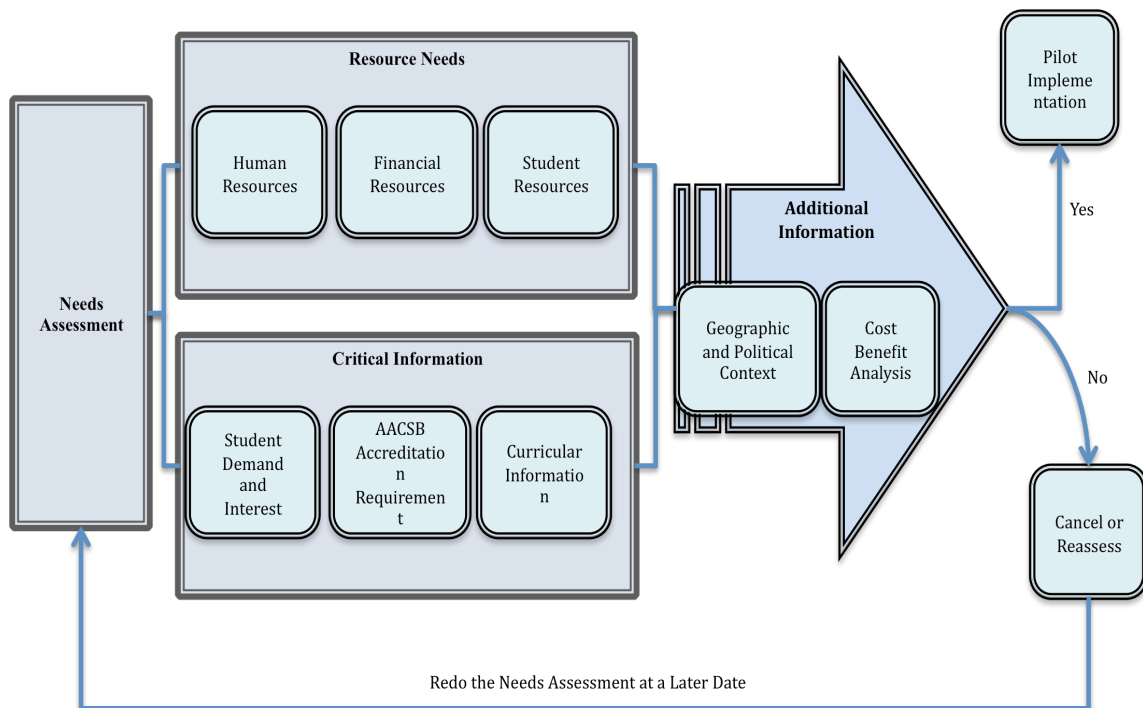 Needs
Assessment
Resource Needs
Human
Resources
Financial
Resources
Student
Resources
Critical Information
Student
Demand
and
Interest
AACSB
Accreditatio
n
Requiremen
t
Curricular
Informatio
n
Additional
Information
Geographic
and Political
Context
Cost
Benefit
Analysis
Pilot
Impleme
ntation
Yes
No
Cancel or
Reassess
Redo the Needs Assessment at a Later Date